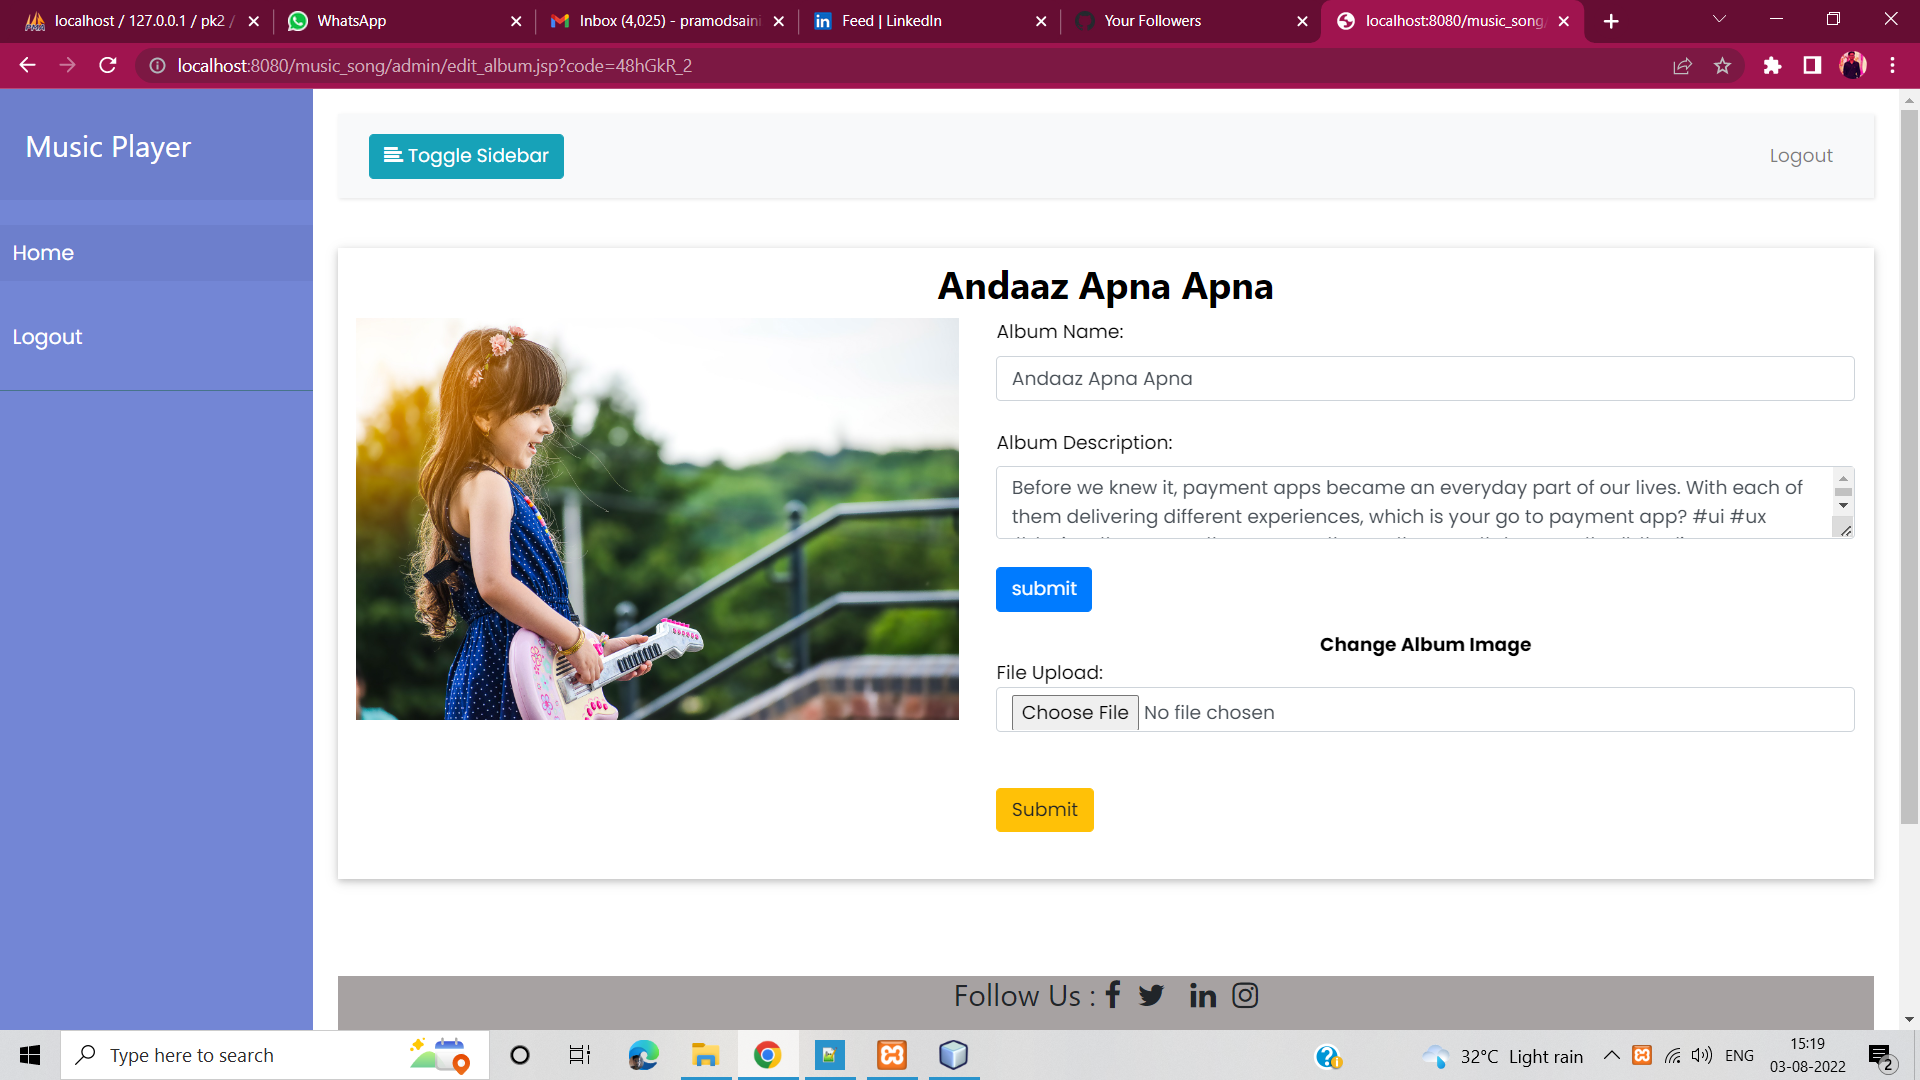 localhost / 127.0.0.1 / pk2 /
WhatsApp
Inbox (4,025) - pramodsaini
Feed | LinkedIn
Your Followers
localhost:8080/music_song/
localhost:8080/music_song/admin/edit_album.jsp?code=48hGkR_2
Music Player
Toggle Sidebar
Logout
Home
Logout
Andaaz Apna Apna
Album Name:
Andaaz Apna Apna
Album Description:
Before we knew it, payment apps became an everyday part of our lives. With each of
them delivering different experiences, which is your go to payment app? #ui #ux
submit
Change Album Image
File Upload:
Choose File No file chosen
Submit
Follow Us :
Type here to search
32°C Light rain
ENG
15:19
03-08-2022
2